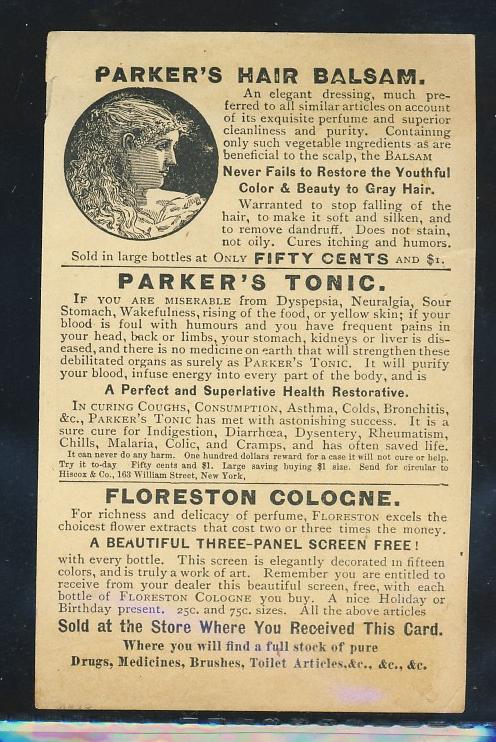 PARKER'S HAIR BALSAM.
An elegant dressing, much pre-
ferred to all similar articles on account
of its exquisite perfume and superior
cleanliness and purity. Containing
only such vegetable ingredients as are
beneficial to the scalp, the BALSAM
Never Fails to Restore the Youthful
Color & Beauty to Gray Hair.
Warranted to stop falling of the
hair, to make it soft and silken, and
to remove dandruff. Does not stain,
not oily. Cures itching and humors.
Sold in large bottles at ONLY FIFTY CENTS AND $1.
PARKER'S TONIC.
IF YOU ARE MISERABLE from Dyspepsia, Neuralgia, Sour
Stomach, Wakefulness, rising of the food, or yellow skin; if your
blood is foul with humours and you have frequent pains in
your head, back or limbs, your stomach, kidneys or liver is dis-
eased, and there is no medicine on earth that will strengthen these
debilitated organs as surely as PARKER'S TONIC. It will purify
your blood, infuse energy into every part of the body, and is
A Perfect and Superlative Health Restorative.
IN CURING COUGHS, CONSUMPTION, Asthma, Colds, Bronchitis,
&c., PARKER'S TONIC has met with astonishing success. It is a
sure cure for Indigestion, Diarrhœa, Dysentery, Rheumatism,
Chills, Malaria, Colic, and Cramps, and has often saved life.
It can never do any harm. One hundred dollars reward for a case it will not cure or help.
Try it to-day Fifty cents and $1. Large saving buying $1 size. Send for circular to
Hiscox & Co., 163 William Street, New York,
FLORESTON COLOGNE.
For richness and delicacy of perfume, FLORESTON excels the
choicest flower extracts that cost two or three times the money.
A BEAUTIFUL THREE-PANEL SCREEN FREE!
with every bottle. This screen is elegantly decorated in fifteen
colors, and is truly a work of art. Remember you are entitled to
receive from your dealer this beautiful screen, free, with each
bottle of FLORESTON COLOGNE you buy. A nice Holiday or
Birthday present. 25c. and 75c. sizes. All the above articles
Sold at the Store Where You Received This Card.
Where you will find a full stock of pure
Drugs, Medicines, Brushes, Toilet Articles,&c., &c., &c.